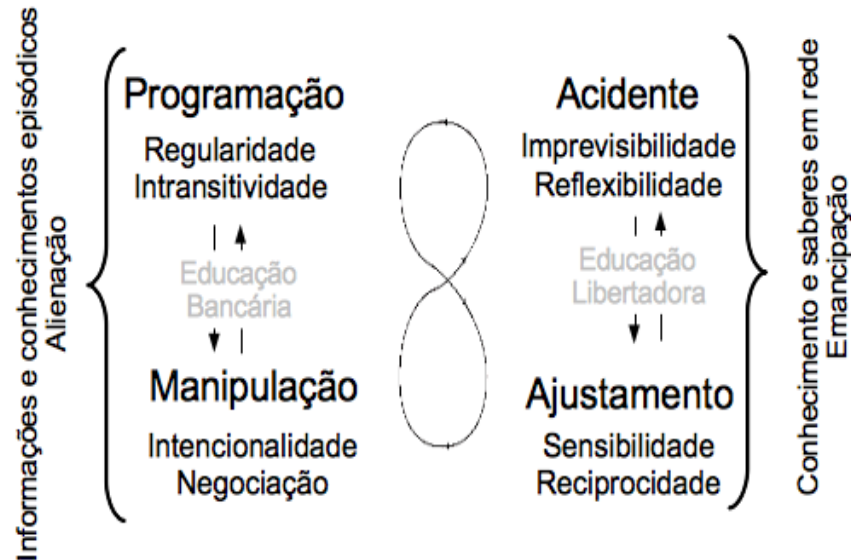 Informações e conhecimentos episódicos
Alienação
Programação
Regularidade
Intransitividade
Educação
Bancária
Manipulação
Intencionalidade
Negociação
Acidente
Imprevisibilidade
Reflexibilidade
Educação
Libertadora
Ajustamento
Sensibilidade
Reciprocidade
Conhecimento e saberes em rede
Emancipação